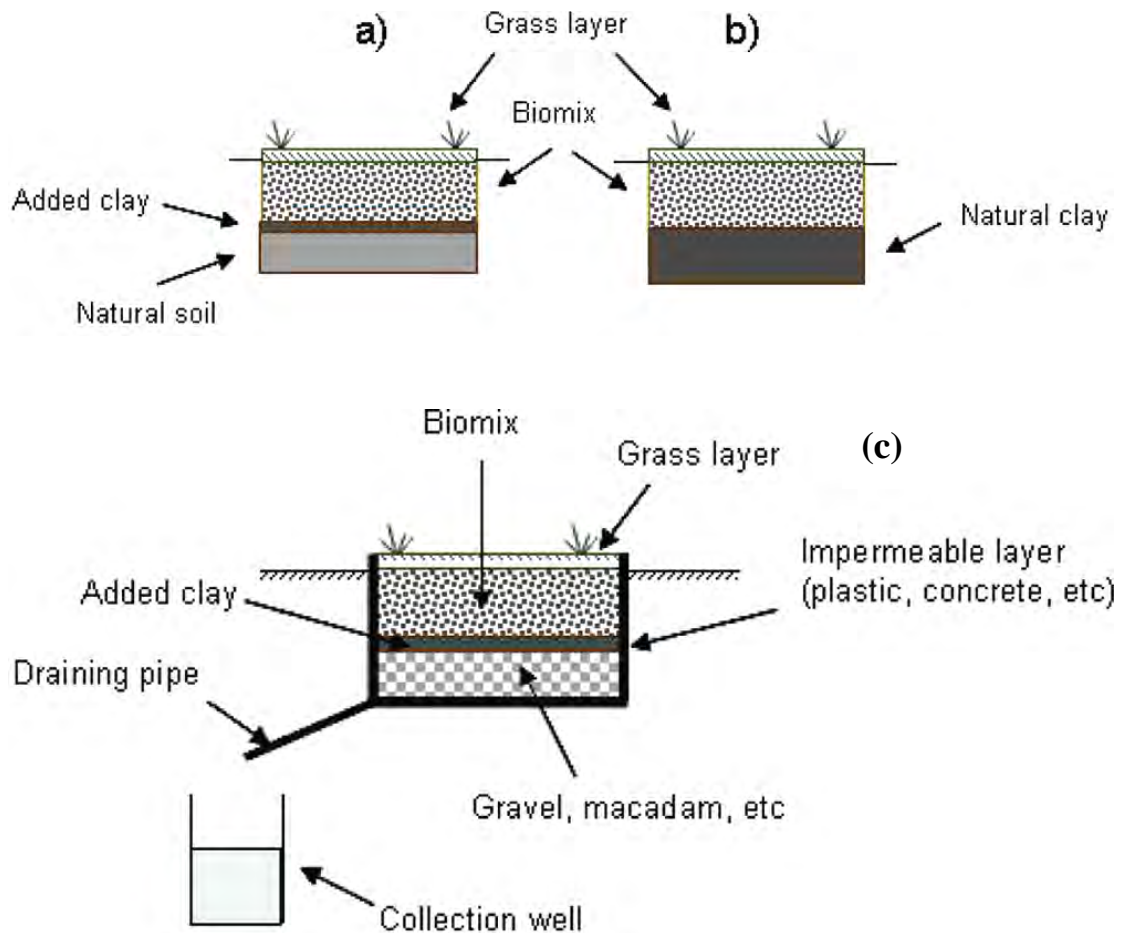 a)
Grass layer
b)
Biomix
Added clay
Natural clay
Natural soil
Biomix
(c)
Grass layer
Impermeable layer
(plastic, concrete, etc)
Added clay
Draining pipe
Gravel, macadam, etc
Collection well